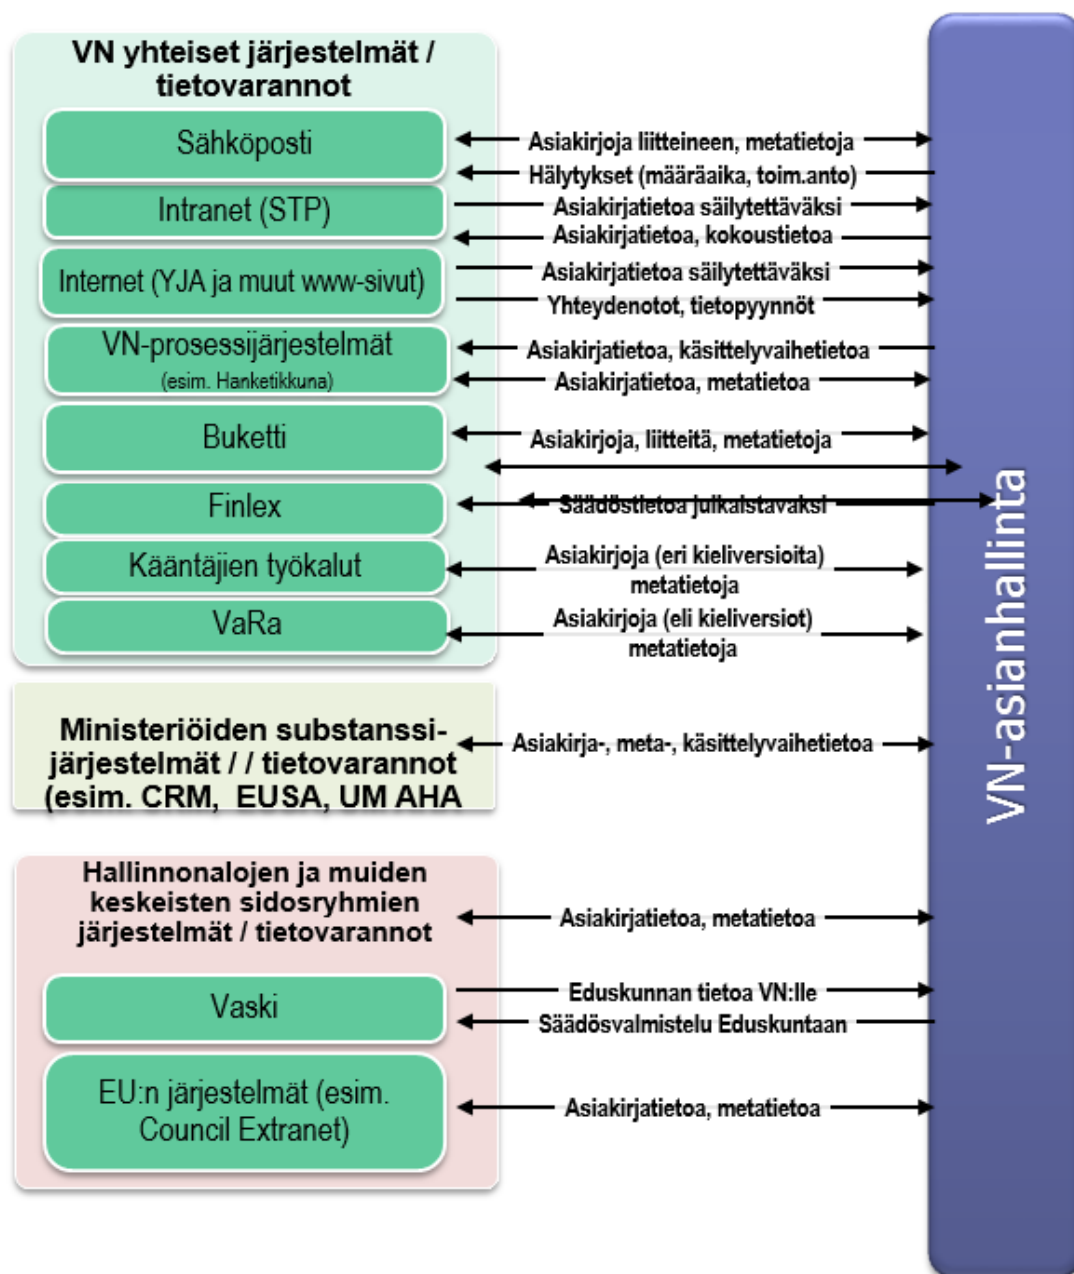 VN yhteiset järjestelmät /
tietovarannot
Sähköposti
Asiakirjoja liitteineen, metatietoja
Hälytykset (määräaika, toim.anto)
Intranet (STP)
Asiakirjatietoa säilytettäväksi
Asiakirjatietoa, kokoustietoa
Internet (YJA ja muut www-sivut)
Asiakirjatietoa säilytettäväksi
Yhteydenotot, tietopyynnöt
VN-prosessijärjestelmät
(esim. Hanketikkuna)
Asiakirjatietoa, käsittelyvaihetietoa
Asiakirjatietoa, metatietoa
Buketti
Asiakirjoja, liitteitä, metatietoja
Finlex
Säädöstietoa julkaistavaksi
Kääntäjien työkalut
Asiakirjoja (eri kieliversioita)
metatietoja
VaRa
Asiakirjoja (eli kieliversiot)
metatietoja
Ministeriöiden substanssi-
järjestelmät / / tietovarannot
(esim. CRM, EUSA, UM AHA
Asiakirja-, meta-, käsittelyvaihetietoa
Hallinnonalojen ja muiden
keskeisten sidosryhmien
järjestelmät / tietovarannot
Asiakirjatietoa, metatietoa
Vaski
Eduskunnan tietoa VN:lle
Säädösvalmistelu Eduskuntaan
EU:n järjestelmät (esim.
Council Extranet)
Asiakirjatietoa, metatietoa
VN-asianhallinta